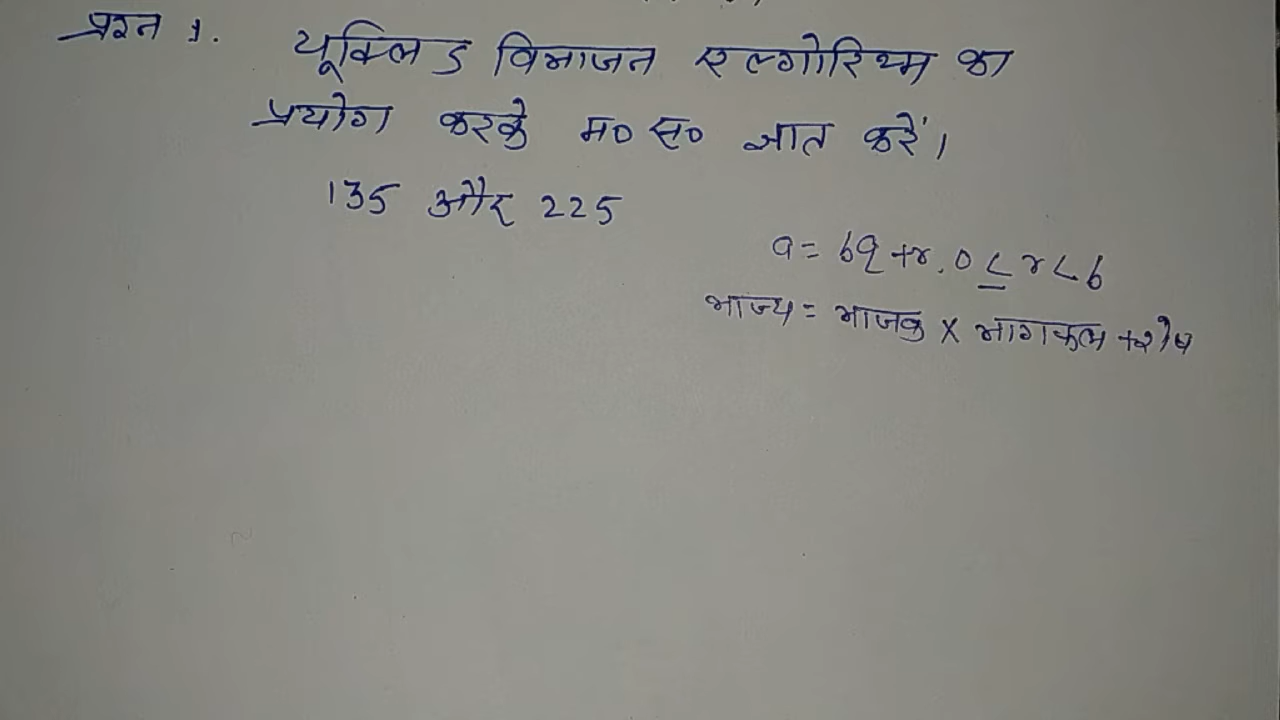 प्रश्न 1. यूक्लिड विभाजन एल्गोरिथ्म का
प्रयोग करके म० स० ज्ञात करें।
135 और 225
a = bq + r, 0 ≤ r < b
भाज्य = भाजक × भागफल + शेष